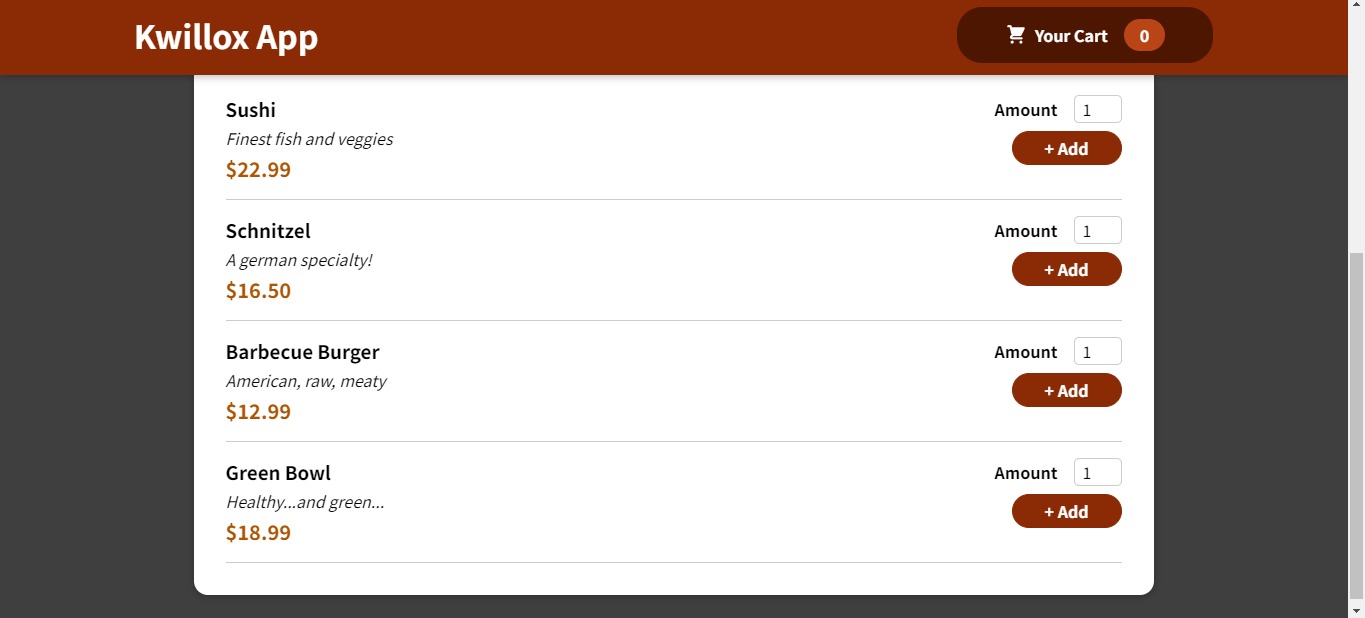 Kwillox App
Your Cart 0
Sushi
Finest fish and veggies
$22.99
Amount 1
+ Add
Schnitzel
A german specialty!
$16.50
Amount 1
+ Add
Barbecue Burger
American, raw, meaty
$12.99
Amount 1
+ Add
Green Bowl
Healthy...and green...
$18.99
Amount 1
+ Add